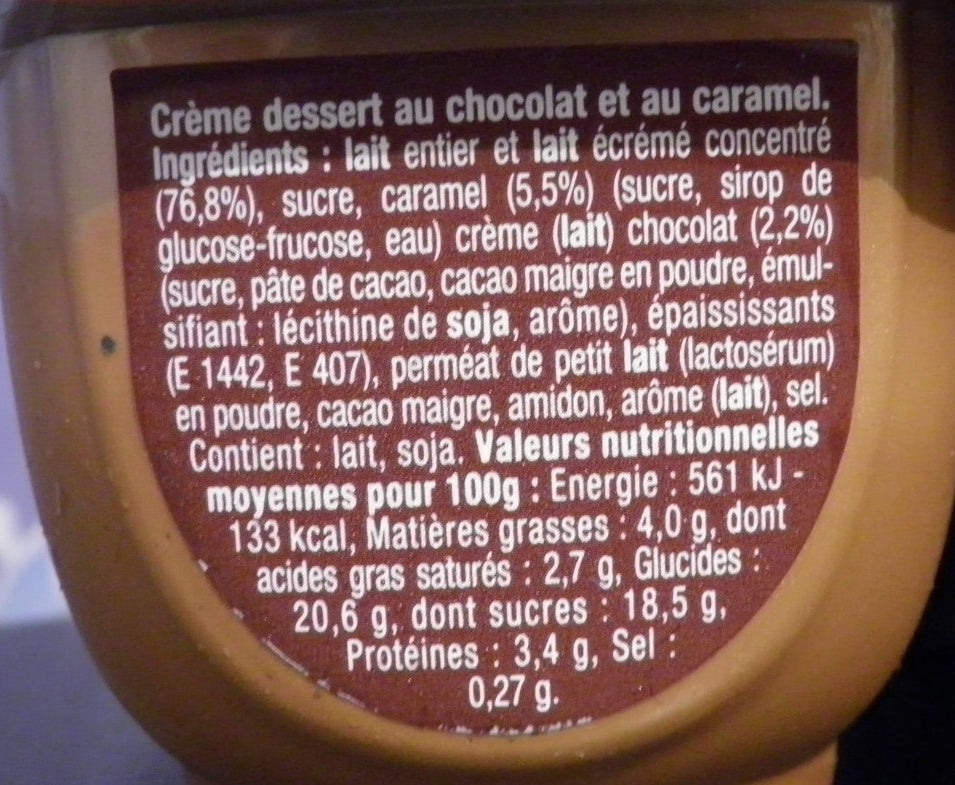 Crème dessert au chocolat et au caramel.
Ingrédients : lait entier et lait écrémé concentré
(76,8%), sucre, caramel (5,5%) (sucre, sirop de
glucose-frucose, eau) crème (lait) chocolat (2,2%)
(sucre, pâte de cacao, cacao maigre en poudre, émul-
sifiant : lécithine de soja, arôme), épaississants
(E 1442, E 407), perméat de petit lait (lactosérum)
en poudre, cacao maigre, amidon, arôme (lait), sel.
Contient : lait, soja. Valeurs nutritionnelles
moyennes pour 100g : Energie : 561 kJ -
133 kcal, Matières grasses : 4,0 g, dont
acides gras saturés : 2,7 g, Glucides :
20,6 g, dont sucres : 18,5 g,
Protéines : 3,4 g, Sel :
0,27 g.